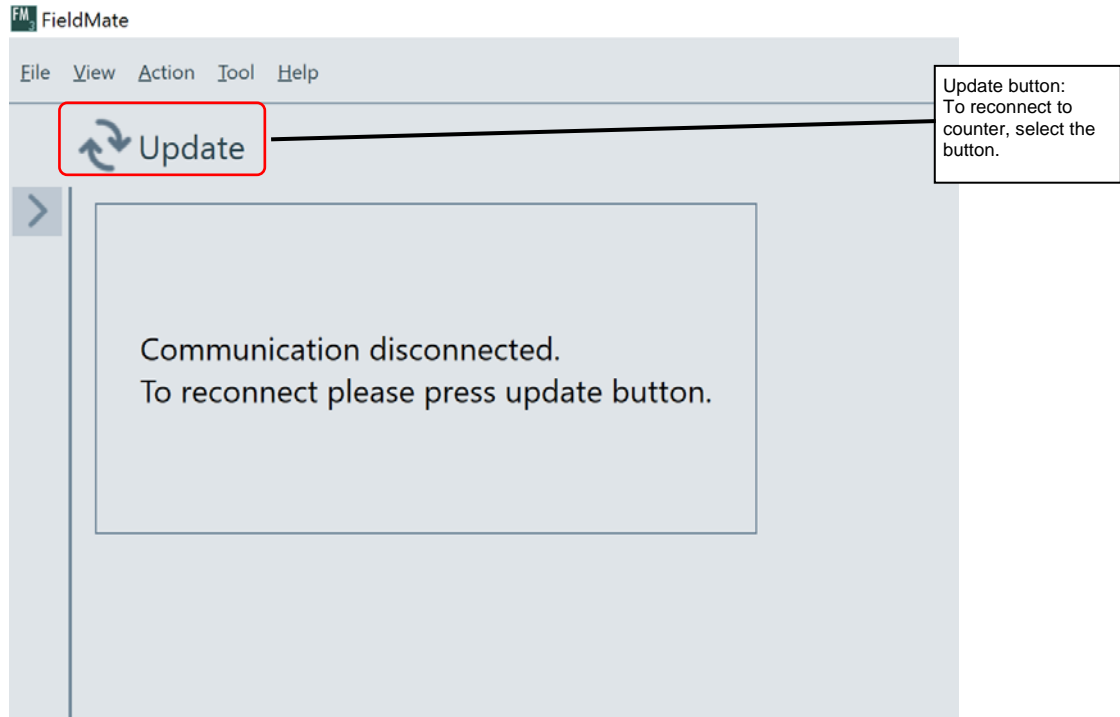 FM3 FieldMate
File View Action Tool Help
Update
Update button:
To reconnect to
counter, select the
button.
Communication disconnected.
To reconnect please press update button.